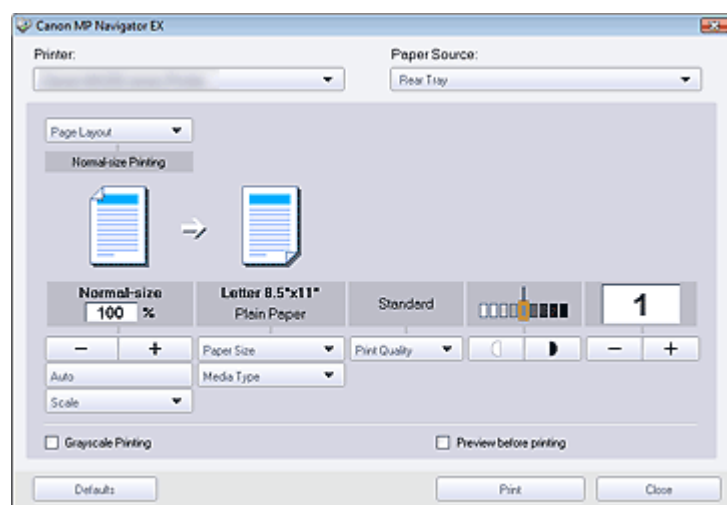 Canon MP Navigator EX
Printer:
Paper Source:
Rear Tray
Page Layout
Normal-size Printing
Normal-size
100 %
Letter 8.5"x11"
Plain Paper
Standard
1
− +
Paper Size
Print Quality
− +
Auto
Media Type
Scale
Grayscale Printing
Preview before printing
Defaults
Print
Close